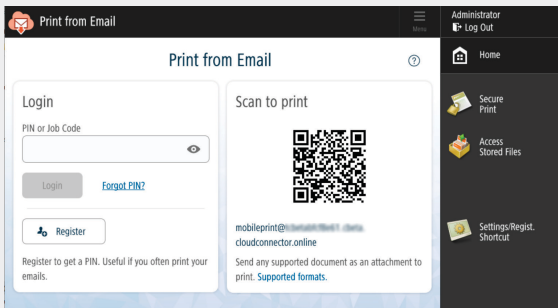 Print from Email
Menu
Administrator
Log Out
Print from Email
Home
Login
PIN or Job Code
Login
Forgot PIN?
Register
Register to get a PIN. Useful if you often print your
emails.
Scan to print
mobileprint@
cloudconnector.online
Send any supported document as an attachment to
print. Supported formats.
Secure
Print
Access
Stored Files
Settings/Regist.
Shortcut